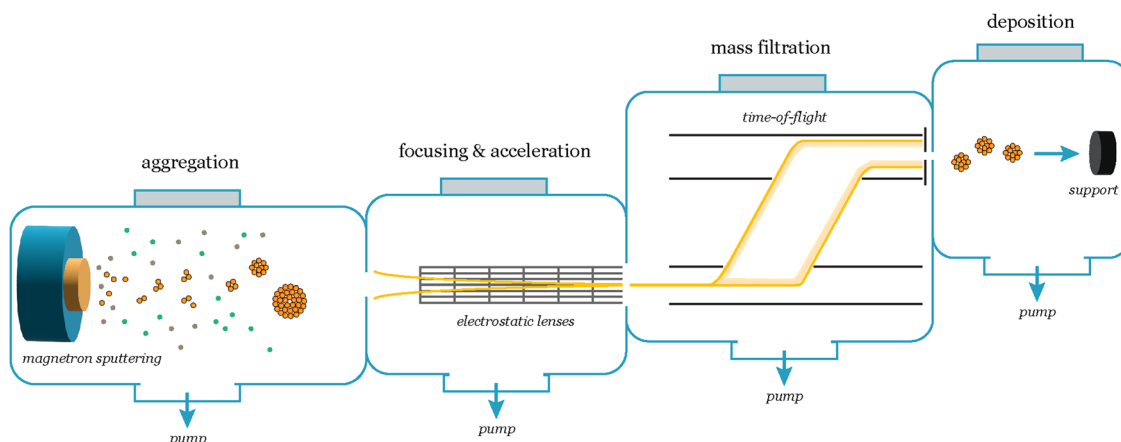 aggregation
magnetron sputtering
pump
focusing & acceleration
electrostatic lenses
pump
mass filtration
time-of-flight
pump
deposition
support
pump